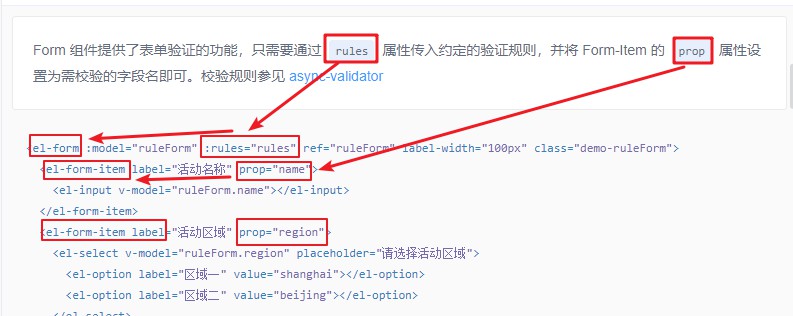 Form 组件提供了表单验证的功能，只需要通过 rules 属性传入约定的验证规则，并将 Form-Item 的 prop 属性设
置为需校验的字段名即可。校验规则参见 async-validator
<el-form :model="ruleForm" :rules="rules" ref="ruleForm" label-width="100px" class="demo-ruleForm">
<el-form-item label="活动名称" prop="name">
<el-input v-model="ruleForm.name"></el-input>
</el-form-item>
<el-form-item label="活动区域" prop="region">
<el-select v-model="ruleForm.region" placeholder="请选择活动区域">
<el-option label="区域一" value="shanghai"></el-option>
<el-option label="区域二" value="beijing"></el-option>
</el-select>